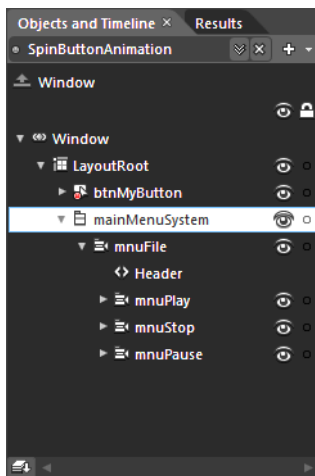 Objects and Timeline × Results
SpinButtonAnimation
Window
Window
LayoutRoot
btnMyButton
mainMenuSystem
mnuFile
Header
mnuPlay
mnuStop
mnuPause